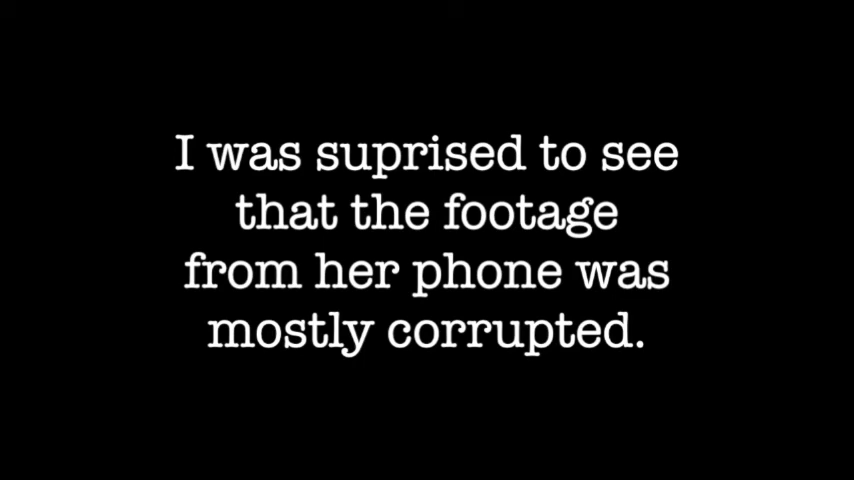 I was suprised to see
that the footage
from her phone was
mostly corrupted.